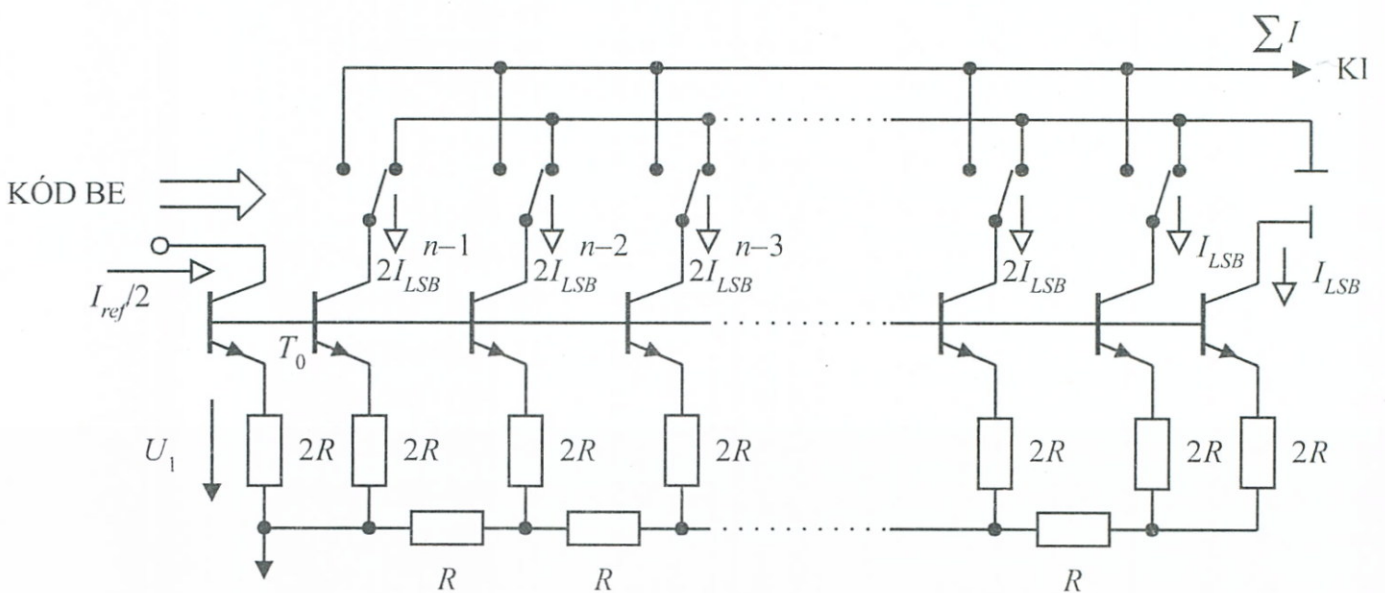 ∑ I
KI
KÓD BE
n–1
n–2
n–3
2I_LSB
2I_LSB
2I_LSB
2I_LSB
I_LSB
I_LSB
I_ref/2
T_0
U_1
2R
2R
2R
2R
2R
2R
2R
R
R
R